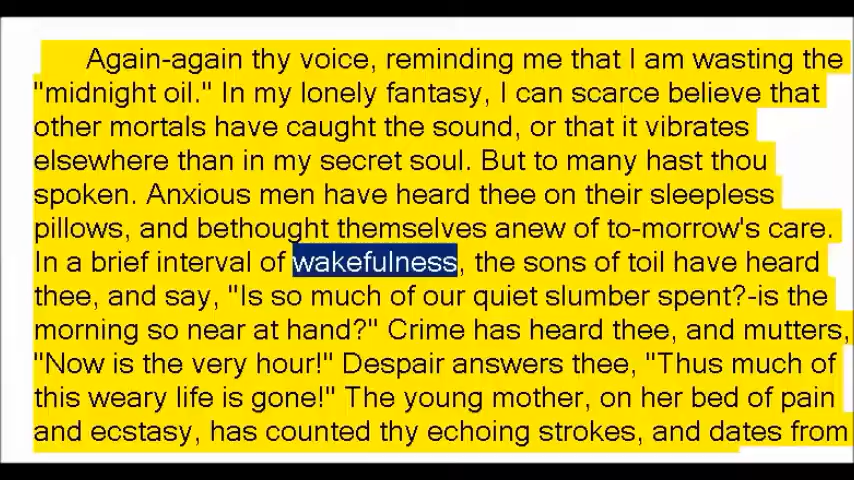 Again-again thy voice, reminding me that I am wasting the
"midnight oil." In my lonely fantasy, I can scarce believe that
other mortals have caught the sound, or that it vibrates
elsewhere than in my secret soul. But to many hast thou
spoken. Anxious men have heard thee on their sleepless
pillows, and bethought themselves anew of to-morrow's care.
In a brief interval of wakefulness, the sons of toil have heard
thee, and say, "Is so much of our quiet slumber spent?-is the
morning so near at hand?" Crime has heard thee, and mutters,
"Now is the very hour!" Despair answers thee, "Thus much of
this weary life is gone!" The young mother, on her bed of pain
and ecstasy, has counted thy echoing strokes, and dates from